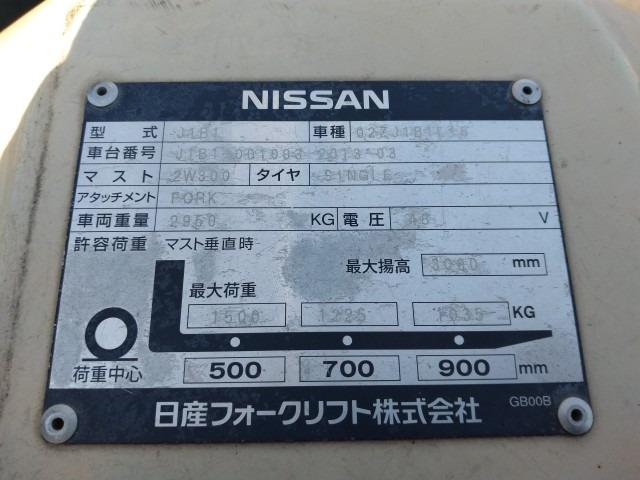 NISSAN
型式 J1B1 車種 02ZJ1B1L35
車台番号 J1B1-001003 2013-03
マスト 2W300 タイヤ SINGLE
アタッチメント FORK
車両重量 2950 KG 電圧 48 V
許容荷重 マスト垂直時
最大揚高 3000 mm
最大荷重
1500 1225 1035 KG
荷重中心 500 700 900 mm
日産フォークリフト株式会社 GB00B